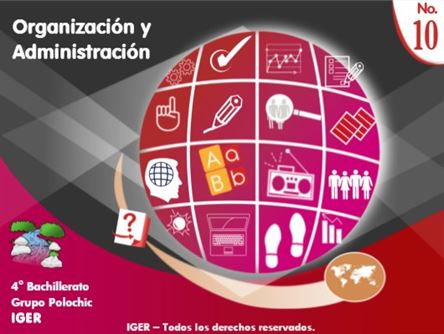 Organización y
Administración
No.
10
A a
B b
?
4° Bachillerato
Grupo Polochic
IGER
IGER – Todos los derechos reservados.